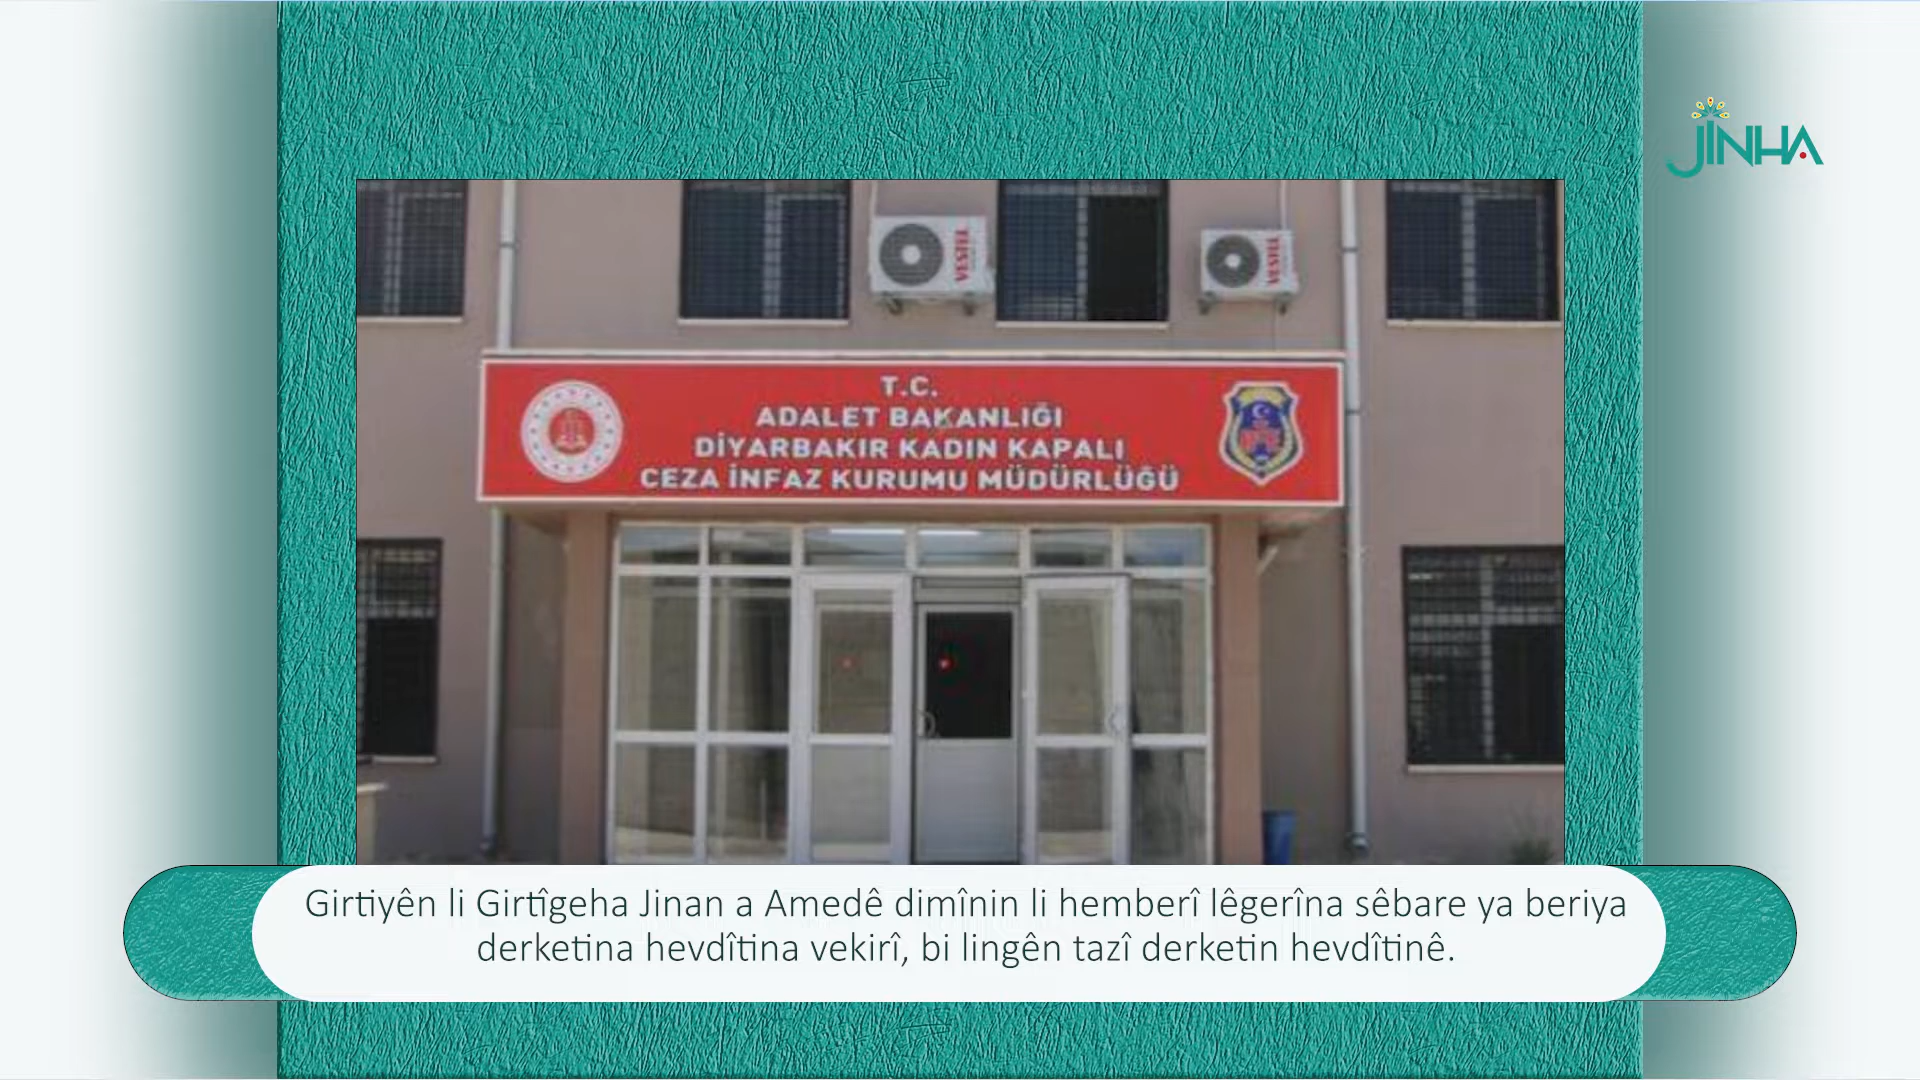 JINHA
VESTEL
VESTEL
T.C.
ADALET BAKANLIĞI
DİYARBAKIR KADIN KAPALI
CEZA İNFAZ KURUMU MÜDÜRLÜĞÜ
Girtiyên li Girtîgeha Jinan a Amedê dimînin li hemberî lêgerîna sêbare ya beriya
derketina hevdîtina vekirî, bi lingên tazî derketin hevdîtinê.